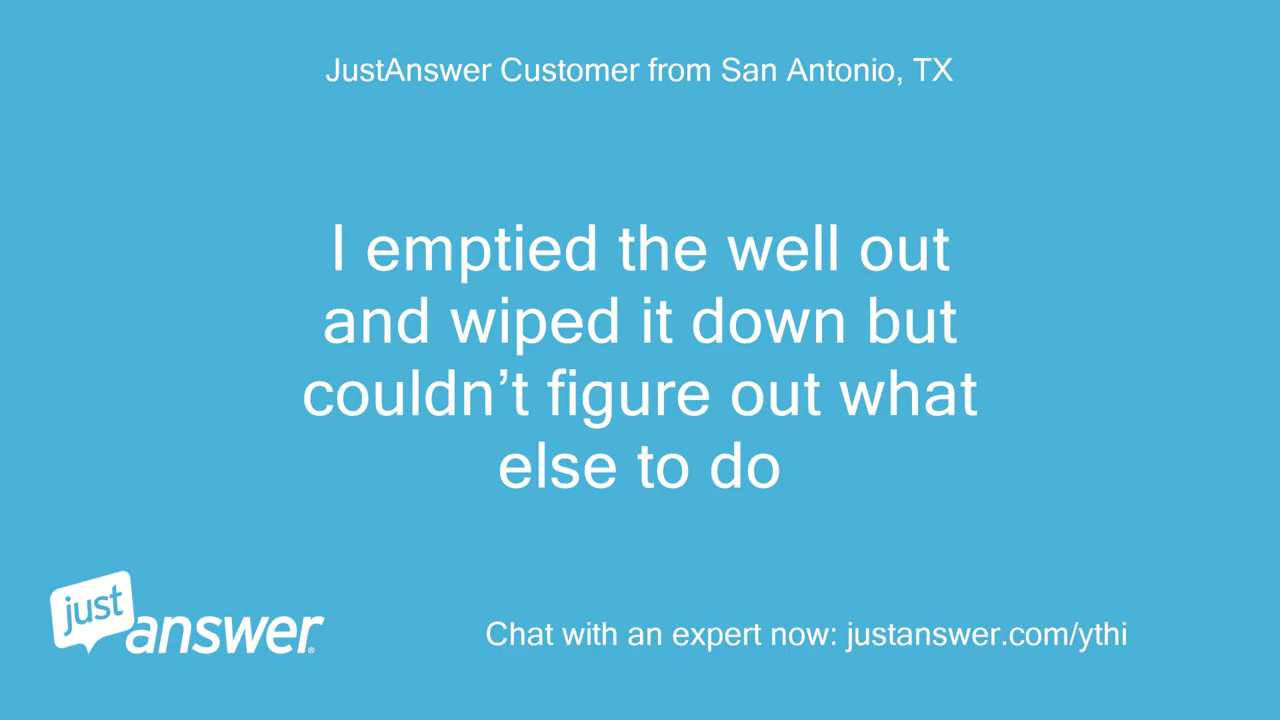 JustAnswer Customer from San Antonio, TX
I emptied the well out
and wiped it down but
couldn’t figure out what
else to do
just
answer®
Chat with an expert now: justanswer.com/ythi